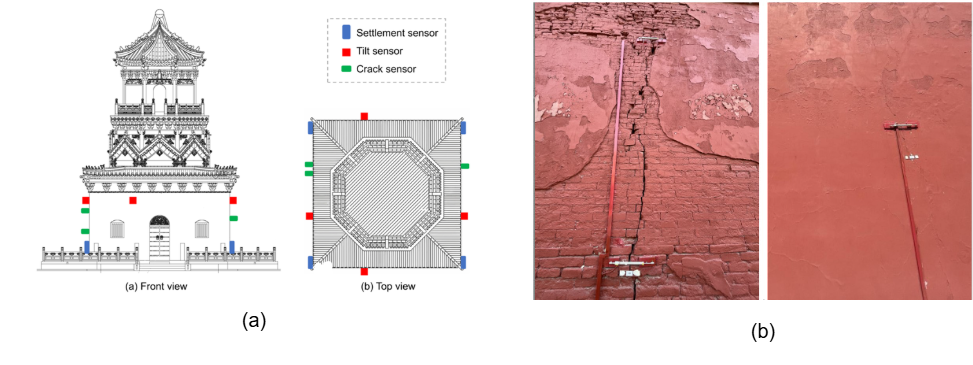 Settlement sensor
Tilt sensor
Crack sensor
(a) Front view
(b) Top view
(a)
(b)